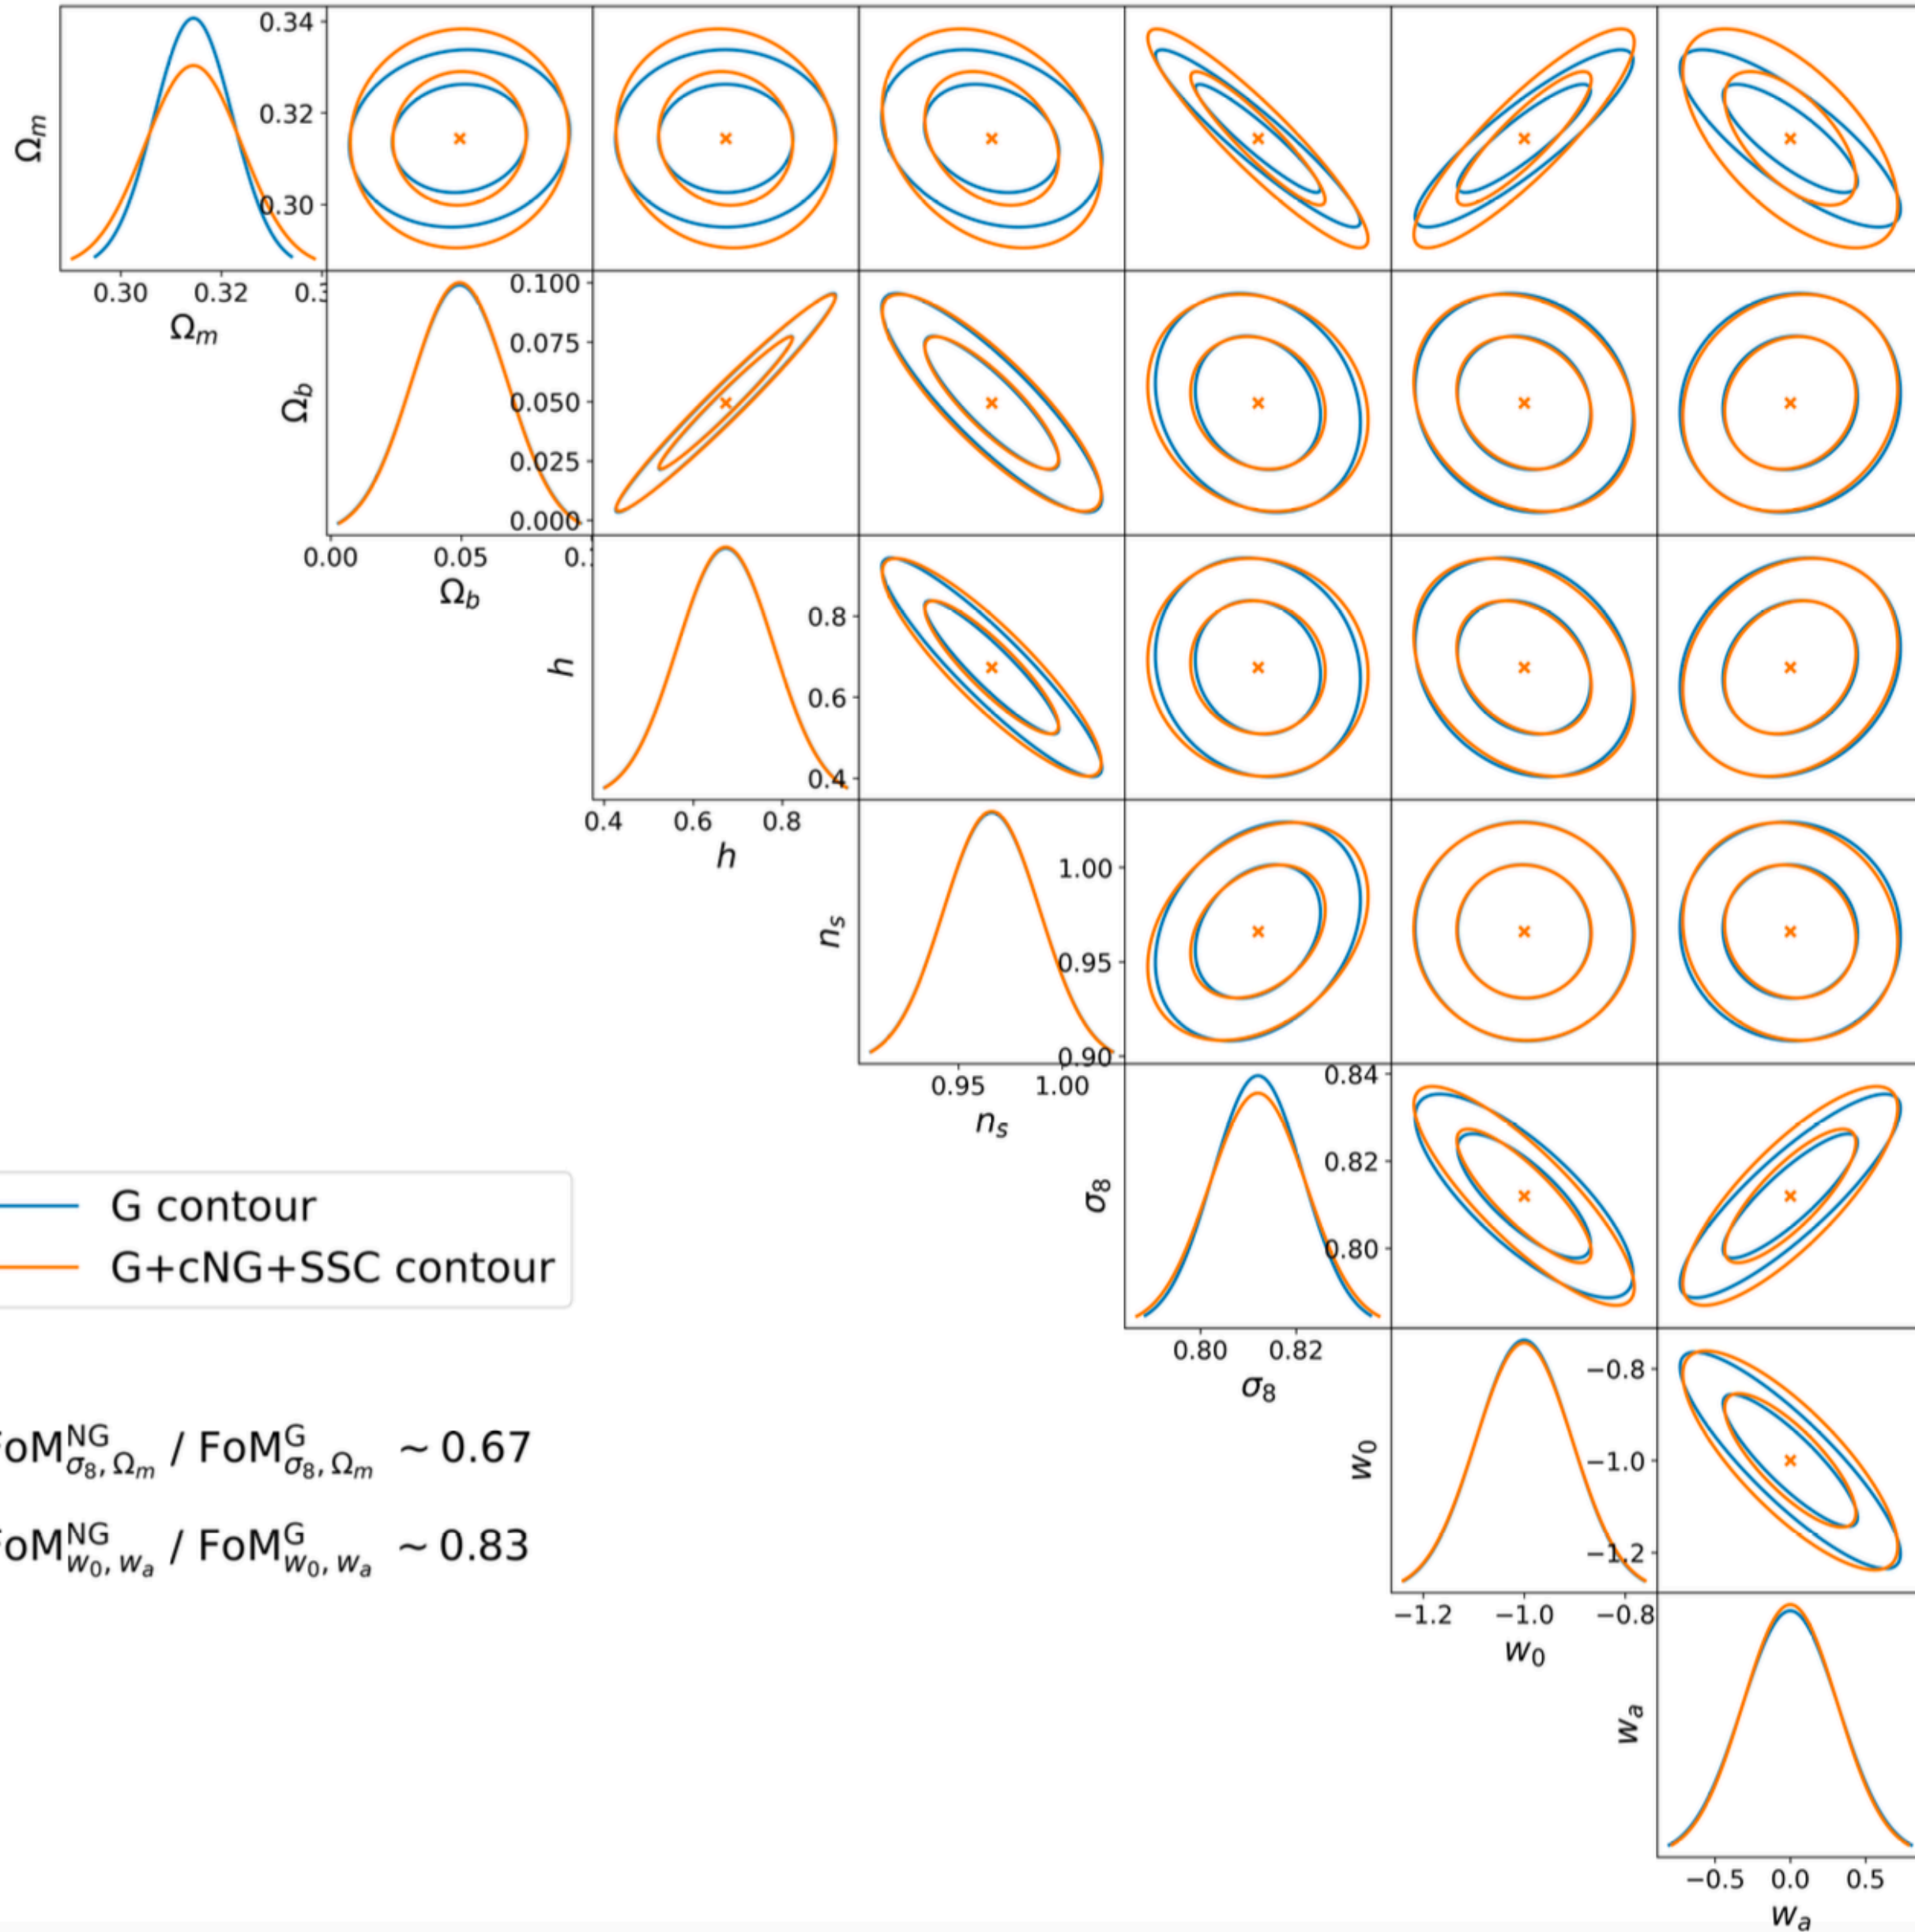 Ωm
0.34
0.32
0.30
0.30 0.32 0.3
Ωm
Ωb
0.100
0.075
0.050
0.025
0.000
0.00 0.05 0.
Ωb
h
0.8
0.6
0.4
0.4 0.6 0.8
h
ns
1.00
0.95
0.90
0.95 1.00
ns
σ8
0.84
0.82
0.80
0.80 0.82
σ8
G contour
G+cNG+SSC contour
w0
−0.8
−1.0
−1.2
−1.2 −1.0 −0.8
w0
oM^NG_σ8, Ωm / FoM^G_σ8, Ωm ~ 0.67
oM^NG_w0, wa / FoM^G_w0, wa ~ 0.83
wa
−0.5 0.0 0.5
wa